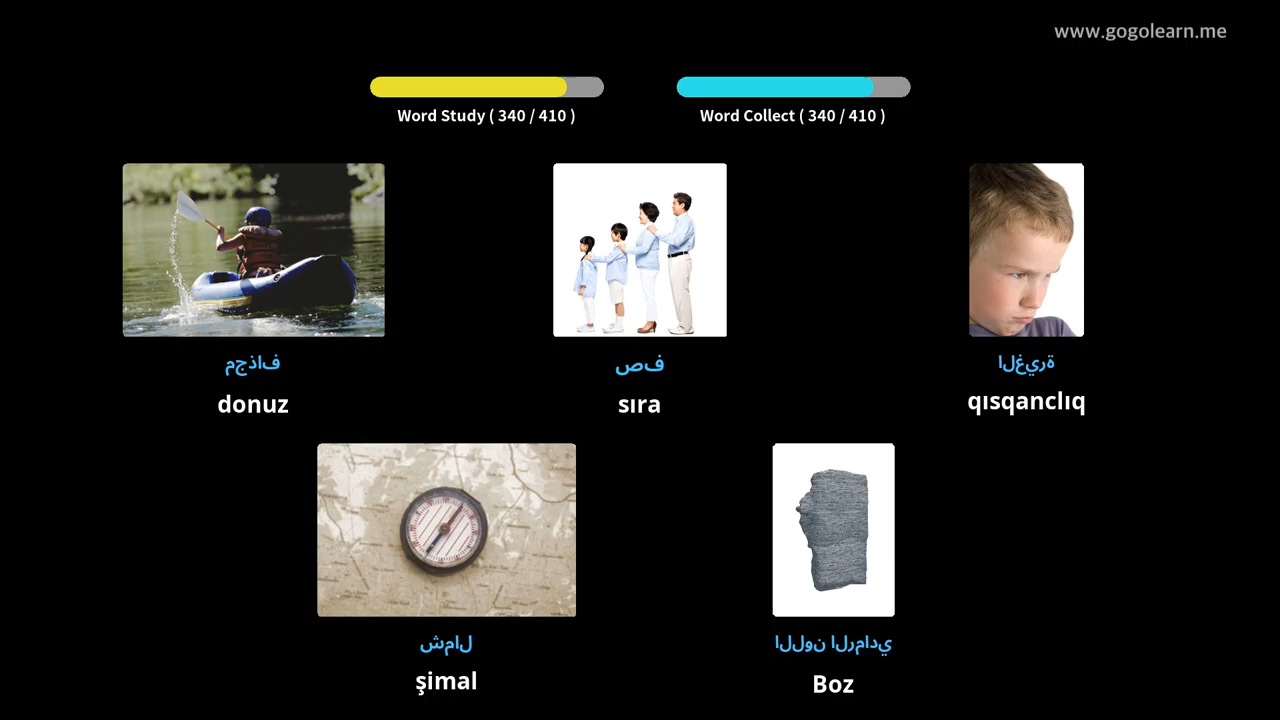 www.gogolearn.me
Word Study ( 340 / 410 )
Word Collect ( 340 / 410 )
مجذاف
donuz
صف
sıra
الغيرة
qısqanclıq
شمال
şimal
اللون الرمادي
Boz